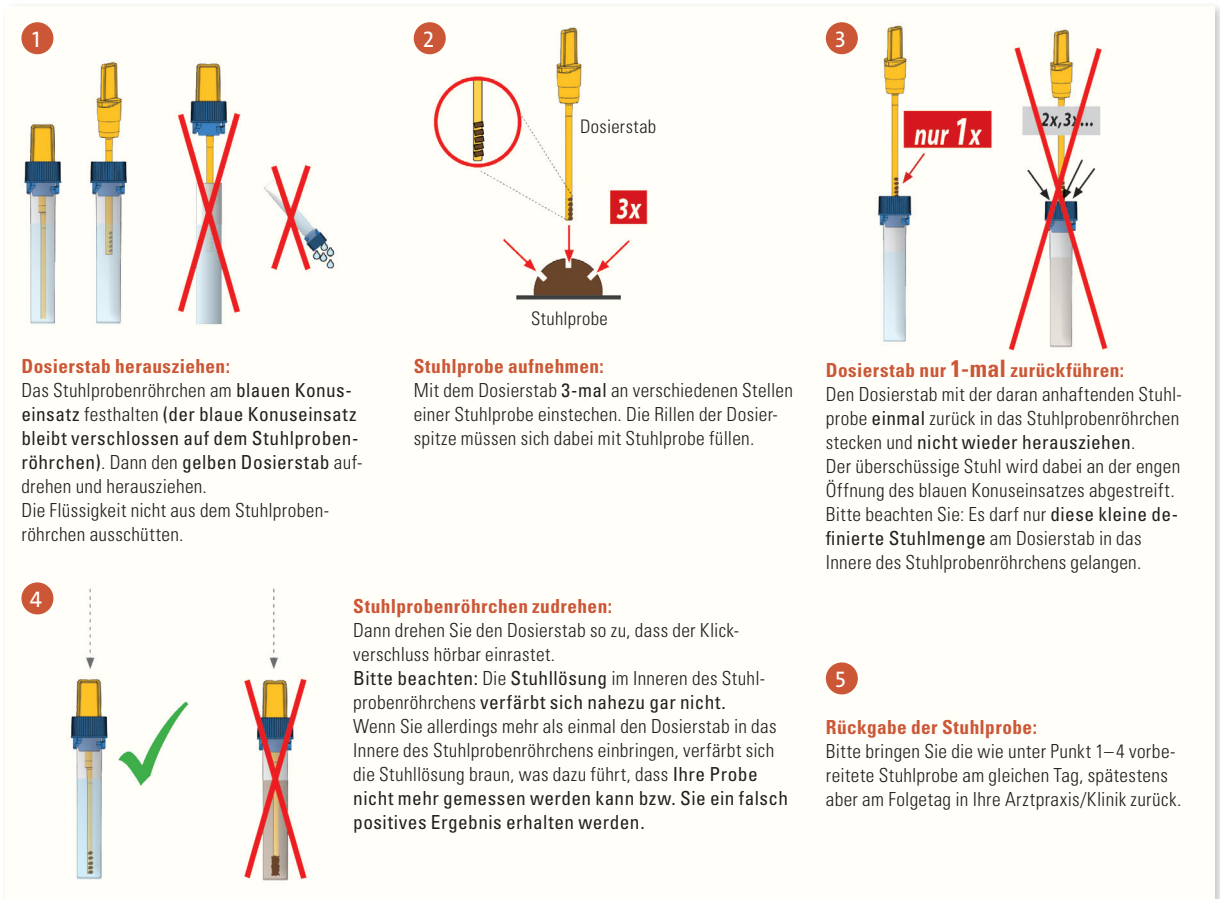 1
Dosierstab herausziehen:
Das Stuhlprobenröhrchen am blauen Konus-
einsatz festhalten (der blaue Konuseinsatz
bleibt verschlossen auf dem Stuhlproben-
röhrchen). Dann den gelben Dosierstab auf-
drehen und herausziehen.
Die Flüssigkeit nicht aus dem Stuhlproben-
röhrchen ausschütten.
2
Dosierstab
3x
Stuhlprobe
Stuhlprobe aufnehmen:
Mit dem Dosierstab 3-mal an verschiedenen Stellen
einer Stuhlprobe einstechen. Die Rillen der Dosier-
spitze müssen sich dabei mit Stuhlprobe füllen.
3
nur 1x
2x,3x...
Dosierstab nur 1-mal zurückführen:
Den Dosierstab mit der daran anhaftenden Stuhl-
probe einmal zurück in das Stuhlprobenröhrchen
stecken und nicht wieder herausziehen.
Der überschüssige Stuhl wird dabei an der engen
Öffnung des blauen Konuseinsatzes abgestreift.
Bitte beachten Sie: Es darf nur diese kleine de-
finierte Stuhlmenge am Dosierstab in das
Innere des Stuhlprobenröhrchens gelangen.
4
Stuhlprobenröhrchen zudrehen:
Dann drehen Sie den Dosierstab so zu, dass der Klick-
verschluss hörbar einrastet.
Bitte beachten: Die Stuhllösung im Inneren des Stuhl-
probenröhrchens verfärbt sich nahezu gar nicht.
Wenn Sie allerdings mehr als einmal den Dosierstab in das
Innere des Stuhlprobenröhrchens einbringen, verfärbt sich
die Stuhllösung braun, was dazu führt, dass Ihre Probe
nicht mehr gemessen werden kann bzw. Sie ein falsch
positives Ergebnis erhalten werden.
5
Rückgabe der Stuhlprobe:
Bitte bringen Sie die wie unter Punkt 1–4 vorbe-
reitete Stuhlprobe am gleichen Tag, spätestens
aber am Folgetag in Ihre Arztpraxis/Klinik zurück.